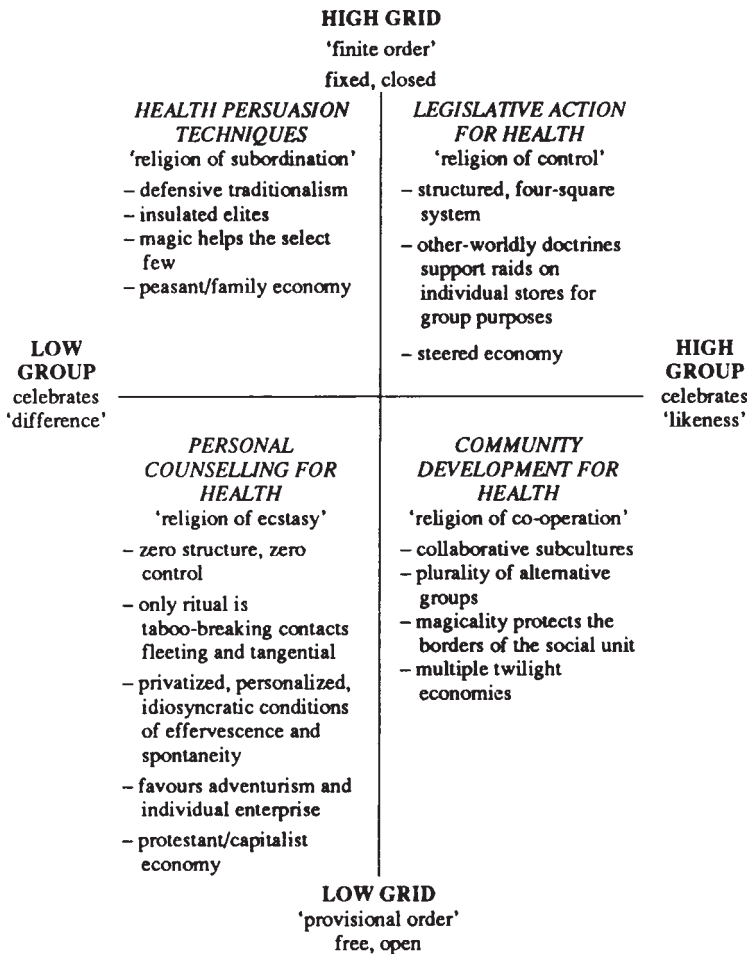 HIGH GRID
'finite order'
fixed, closed
HEALTH PERSUASION
TECHNIQUES
'religion of subordination'
– defensive traditionalism
– insulated elites
– magic helps the select
few
– peasant/family economy
LEGISLATIVE ACTION
FOR HEALTH
'religion of control'
– structured, four-square
system
– other-worldly doctrines
support raids on
individual stores for
group purposes
– steered economy
LOW
GROUP
celebrates
'difference'
HIGH
GROUP
celebrates
'likeness'
PERSONAL
COUNSELLING FOR
HEALTH
'religion of ecstasy'
– zero structure, zero
control
– only ritual is
taboo-breaking contacts
fleeting and tangential
– privatized, personalized,
idiosyncratic conditions
of effervescence and
spontaneity
– favours adventurism and
individual enterprise
– protestant/capitalist
economy
COMMUNITY
DEVELOPMENT FOR
HEALTH
'religion of co-operation'
– collaborative subcultures
– plurality of alternative
groups
– magicality protects the
borders of the social unit
– multiple twilight
economies
LOW GRID
'provisional order'
free, open